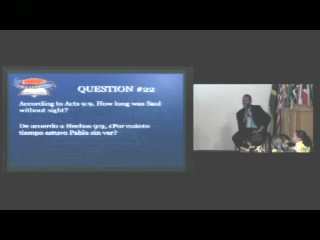 QUESTION #22
According to Acts 9:9, How long was Saul
without sight?
De acuerdo a Hechos 9:9, ¿Por cuánto
tiempo estuvo Pablo sin ver?